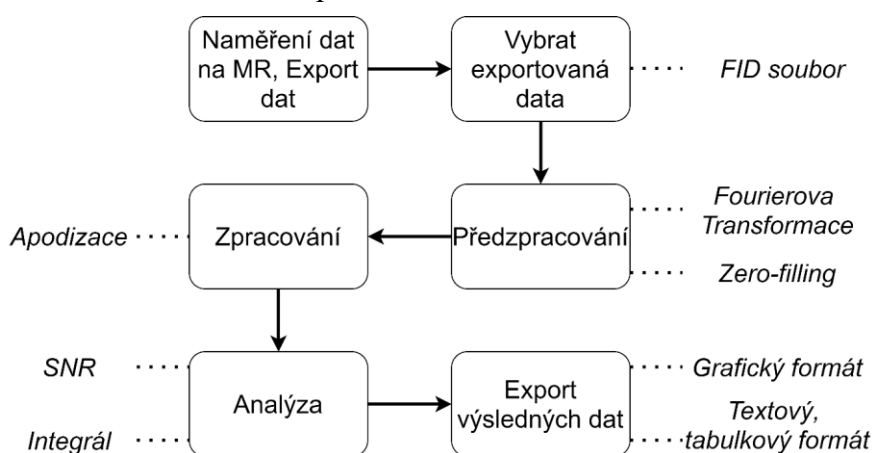 Naměření dat
na MR, Export
dat
Vybrat
exportovaná
data
FID soubor
Apodizace
Zpracování
Předzpracování
Fourierova
Transformace
Zero-filling
SNR
Integrál
Analýza
Export
výsledných dat
Grafický formát
Textový,
tabulkový formát